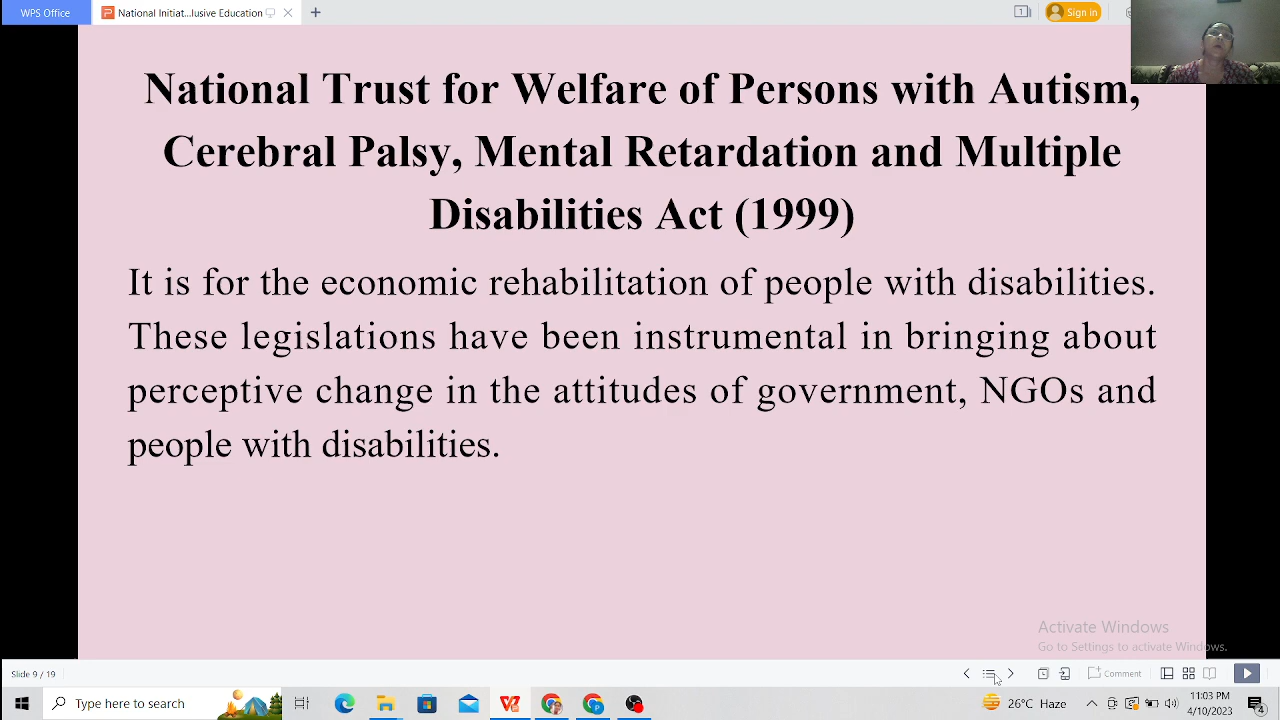 WPS Office
National Initiat...lusive Education
1
Sign in
National Trust for Welfare of Persons with Autism,
Cerebral Palsy, Mental Retardation and Multiple
Disabilities Act (1999)
It is for the economic rehabilitation of people with disabilities.
These legislations have been instrumental in bringing about
perceptive change in the attitudes of government, NGOs and
people with disabilities.
Activate Windows
Go to Settings to activate Windows.
Slide 9 / 19
Comment
Type here to search
26°C Haze
11:03 PM
4/10/2023
4